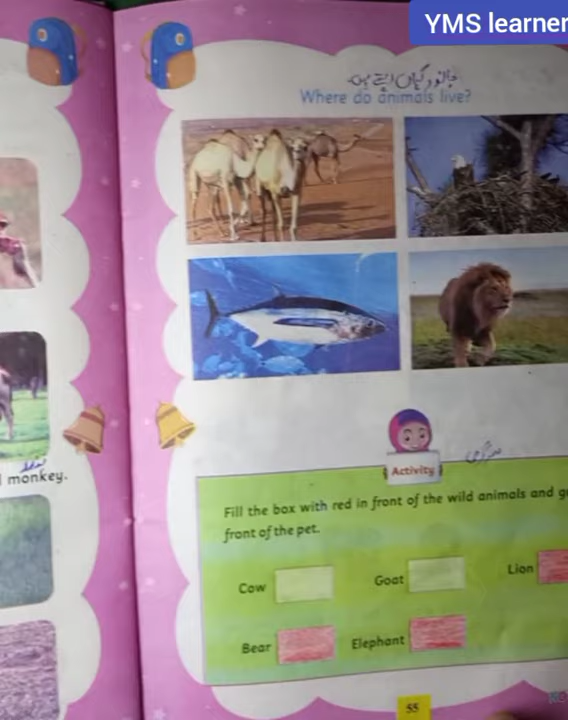 YMS learner
Where do animals live?
monkey.
Activity
Fill the box with red in front of the wild animals and
front of the pet.
Cow
Goat
Lion
Bear
Elephant
55